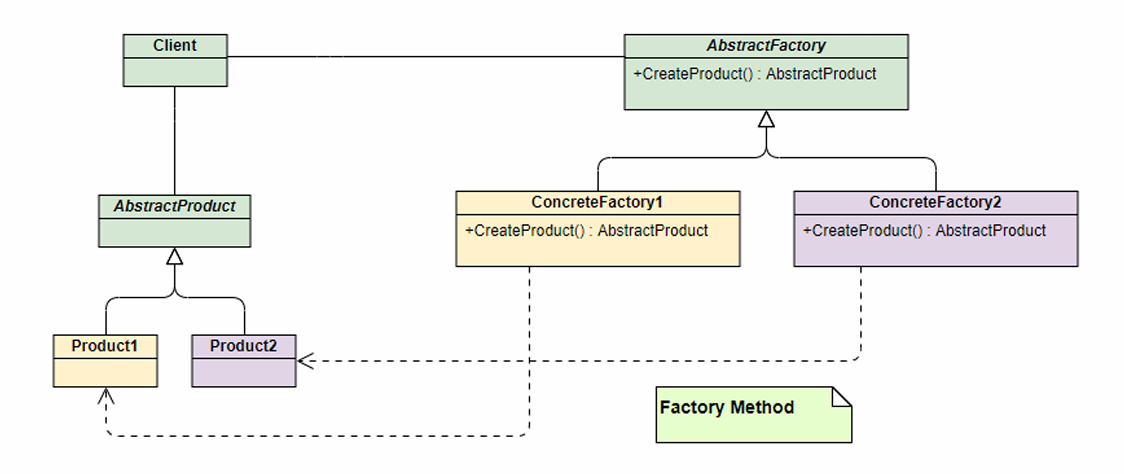 Client
AbstractFactory
+CreateProduct() : AbstractProduct
AbstractProduct
ConcreteFactory1
+CreateProduct() : AbstractProduct
ConcreteFactory2
+CreateProduct() : AbstractProduct
Product1
Product2
Factory Method